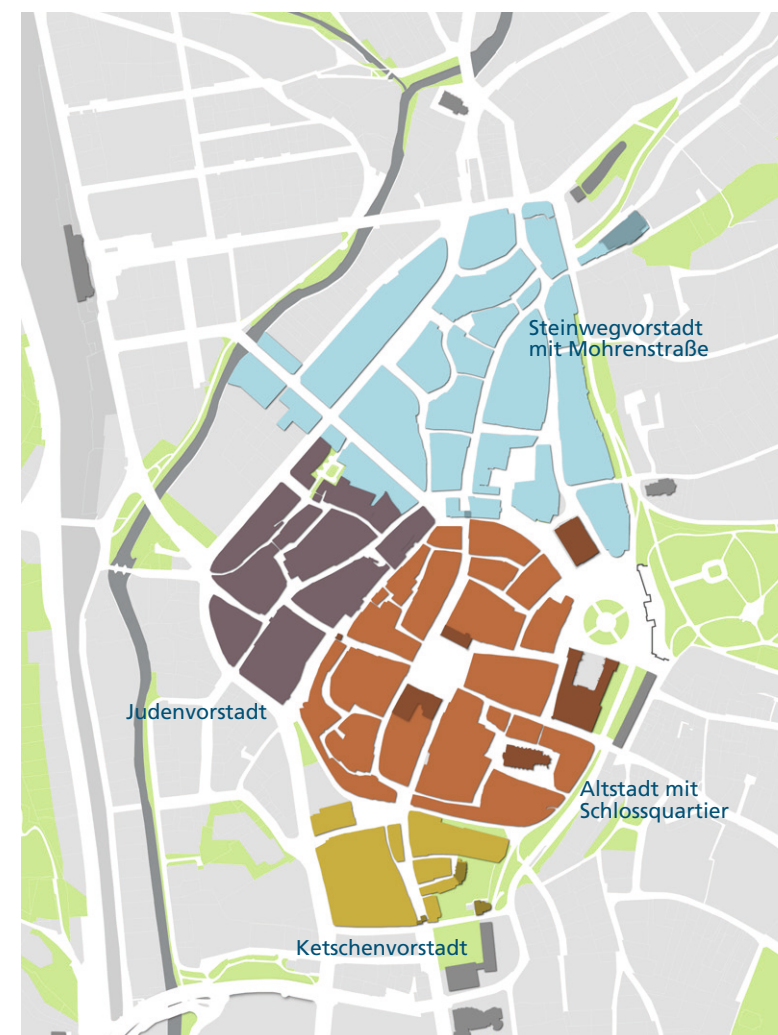 Steinwegvorstadt
mit Mohrenstraße
Judenvorstadt
Altstadt mit
Schlossquartier
Ketschenvorstadt